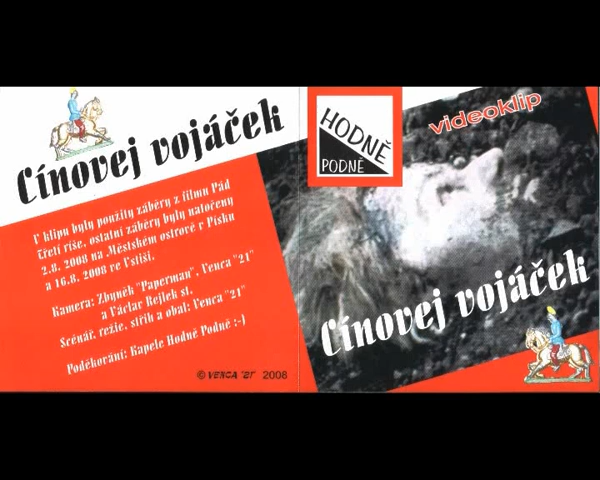 Cínovej vojáček
V klipu byly použity záběry z filmu Pád
třetí říše, ostatní záběry byly natočeny
2.8. 2008 na Městském ostrově v Písku
a 16.8. 2008 ve Vstiši.
Kamera: Zbyněk "Paperman", Venca "21"
a Václav Rejlek st.
Scénář, režie, střih a obal: Venca "21"
Poděkování: Kapele Hodně Podně :-)
© VENCA "21" 2008
HODNĚ
PODNĚ
videoklip
Cínovej vojáček